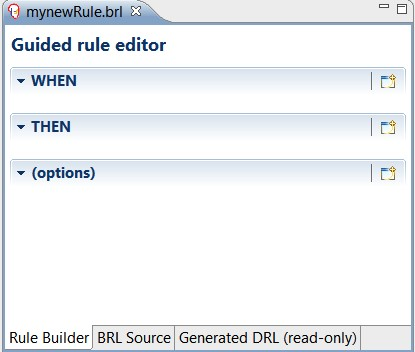 mynewRule.brl
Guided rule editor
WHEN
THEN
(options)
Rule Builder BRL Source Generated DRL (read-only)